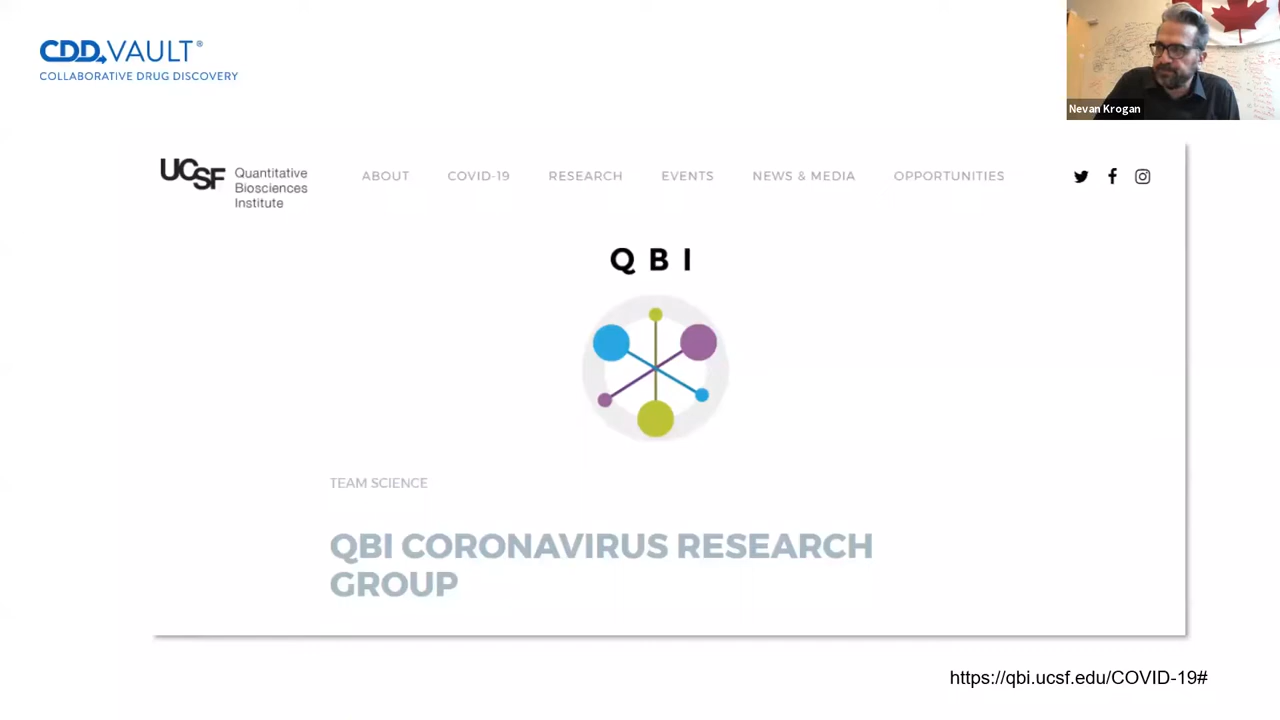 CDD VAULT®
COLLABORATIVE DRUG DISCOVERY
Nevan Krogan
UCSF
Quantitative
Biosciences
Institute
ABOUT
COVID-19
RESEARCH
EVENTS
NEWS & MEDIA
OPPORTUNITIES
QBI
TEAM SCIENCE
QBI CORONAVIRUS RESEARCH
GROUP
https://qbi.ucsf.edu/COVID-19#